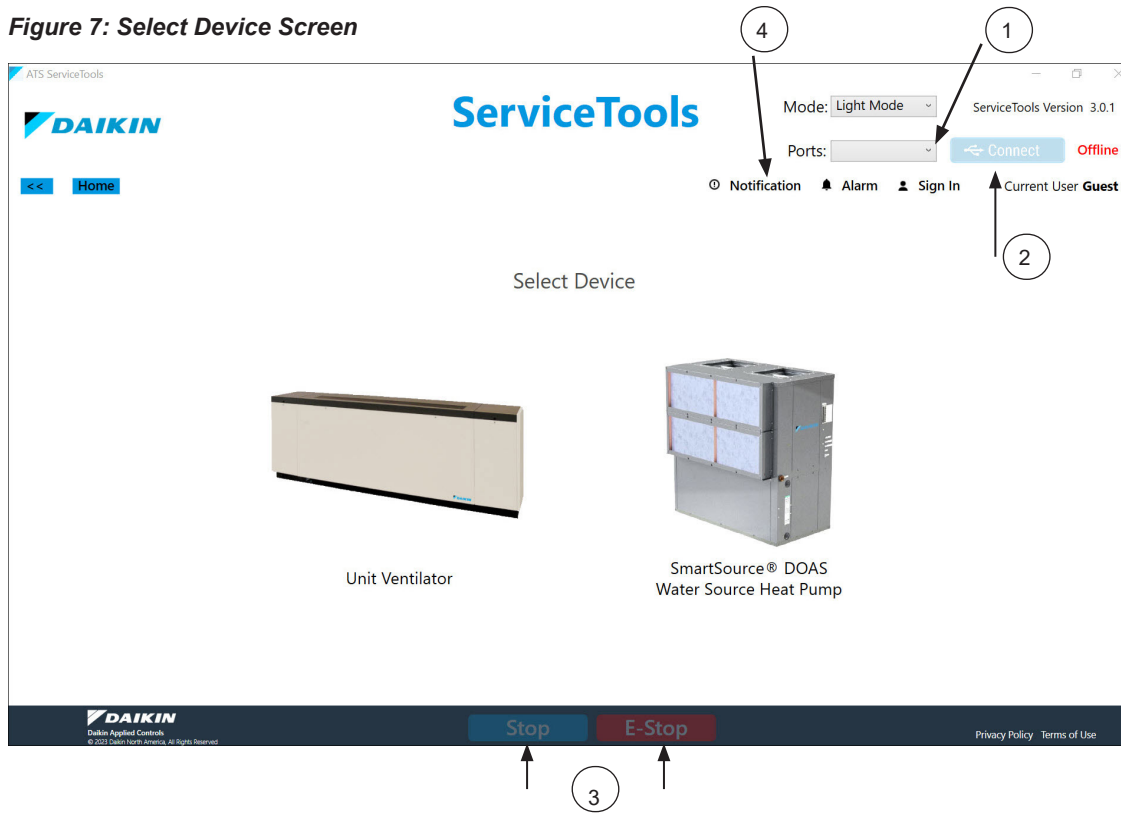 Figure 7: Select Device Screen
4
1
ATS ServiceTools
DAIKIN
ServiceTools
Mode: Light Mode
ServiceTools Version 3.0.1
Ports:
Connect
Offline
<< Home
Notification
Alarm
Sign In
Current User Guest
2
Select Device
Unit Ventilator
SmartSource® DOAS
Water Source Heat Pump
DAIKIN
Daikin Applied Controls
© 2023 Daikin North America, All Rights Reserved
Stop
E-Stop
Privacy Policy Terms of Use
3